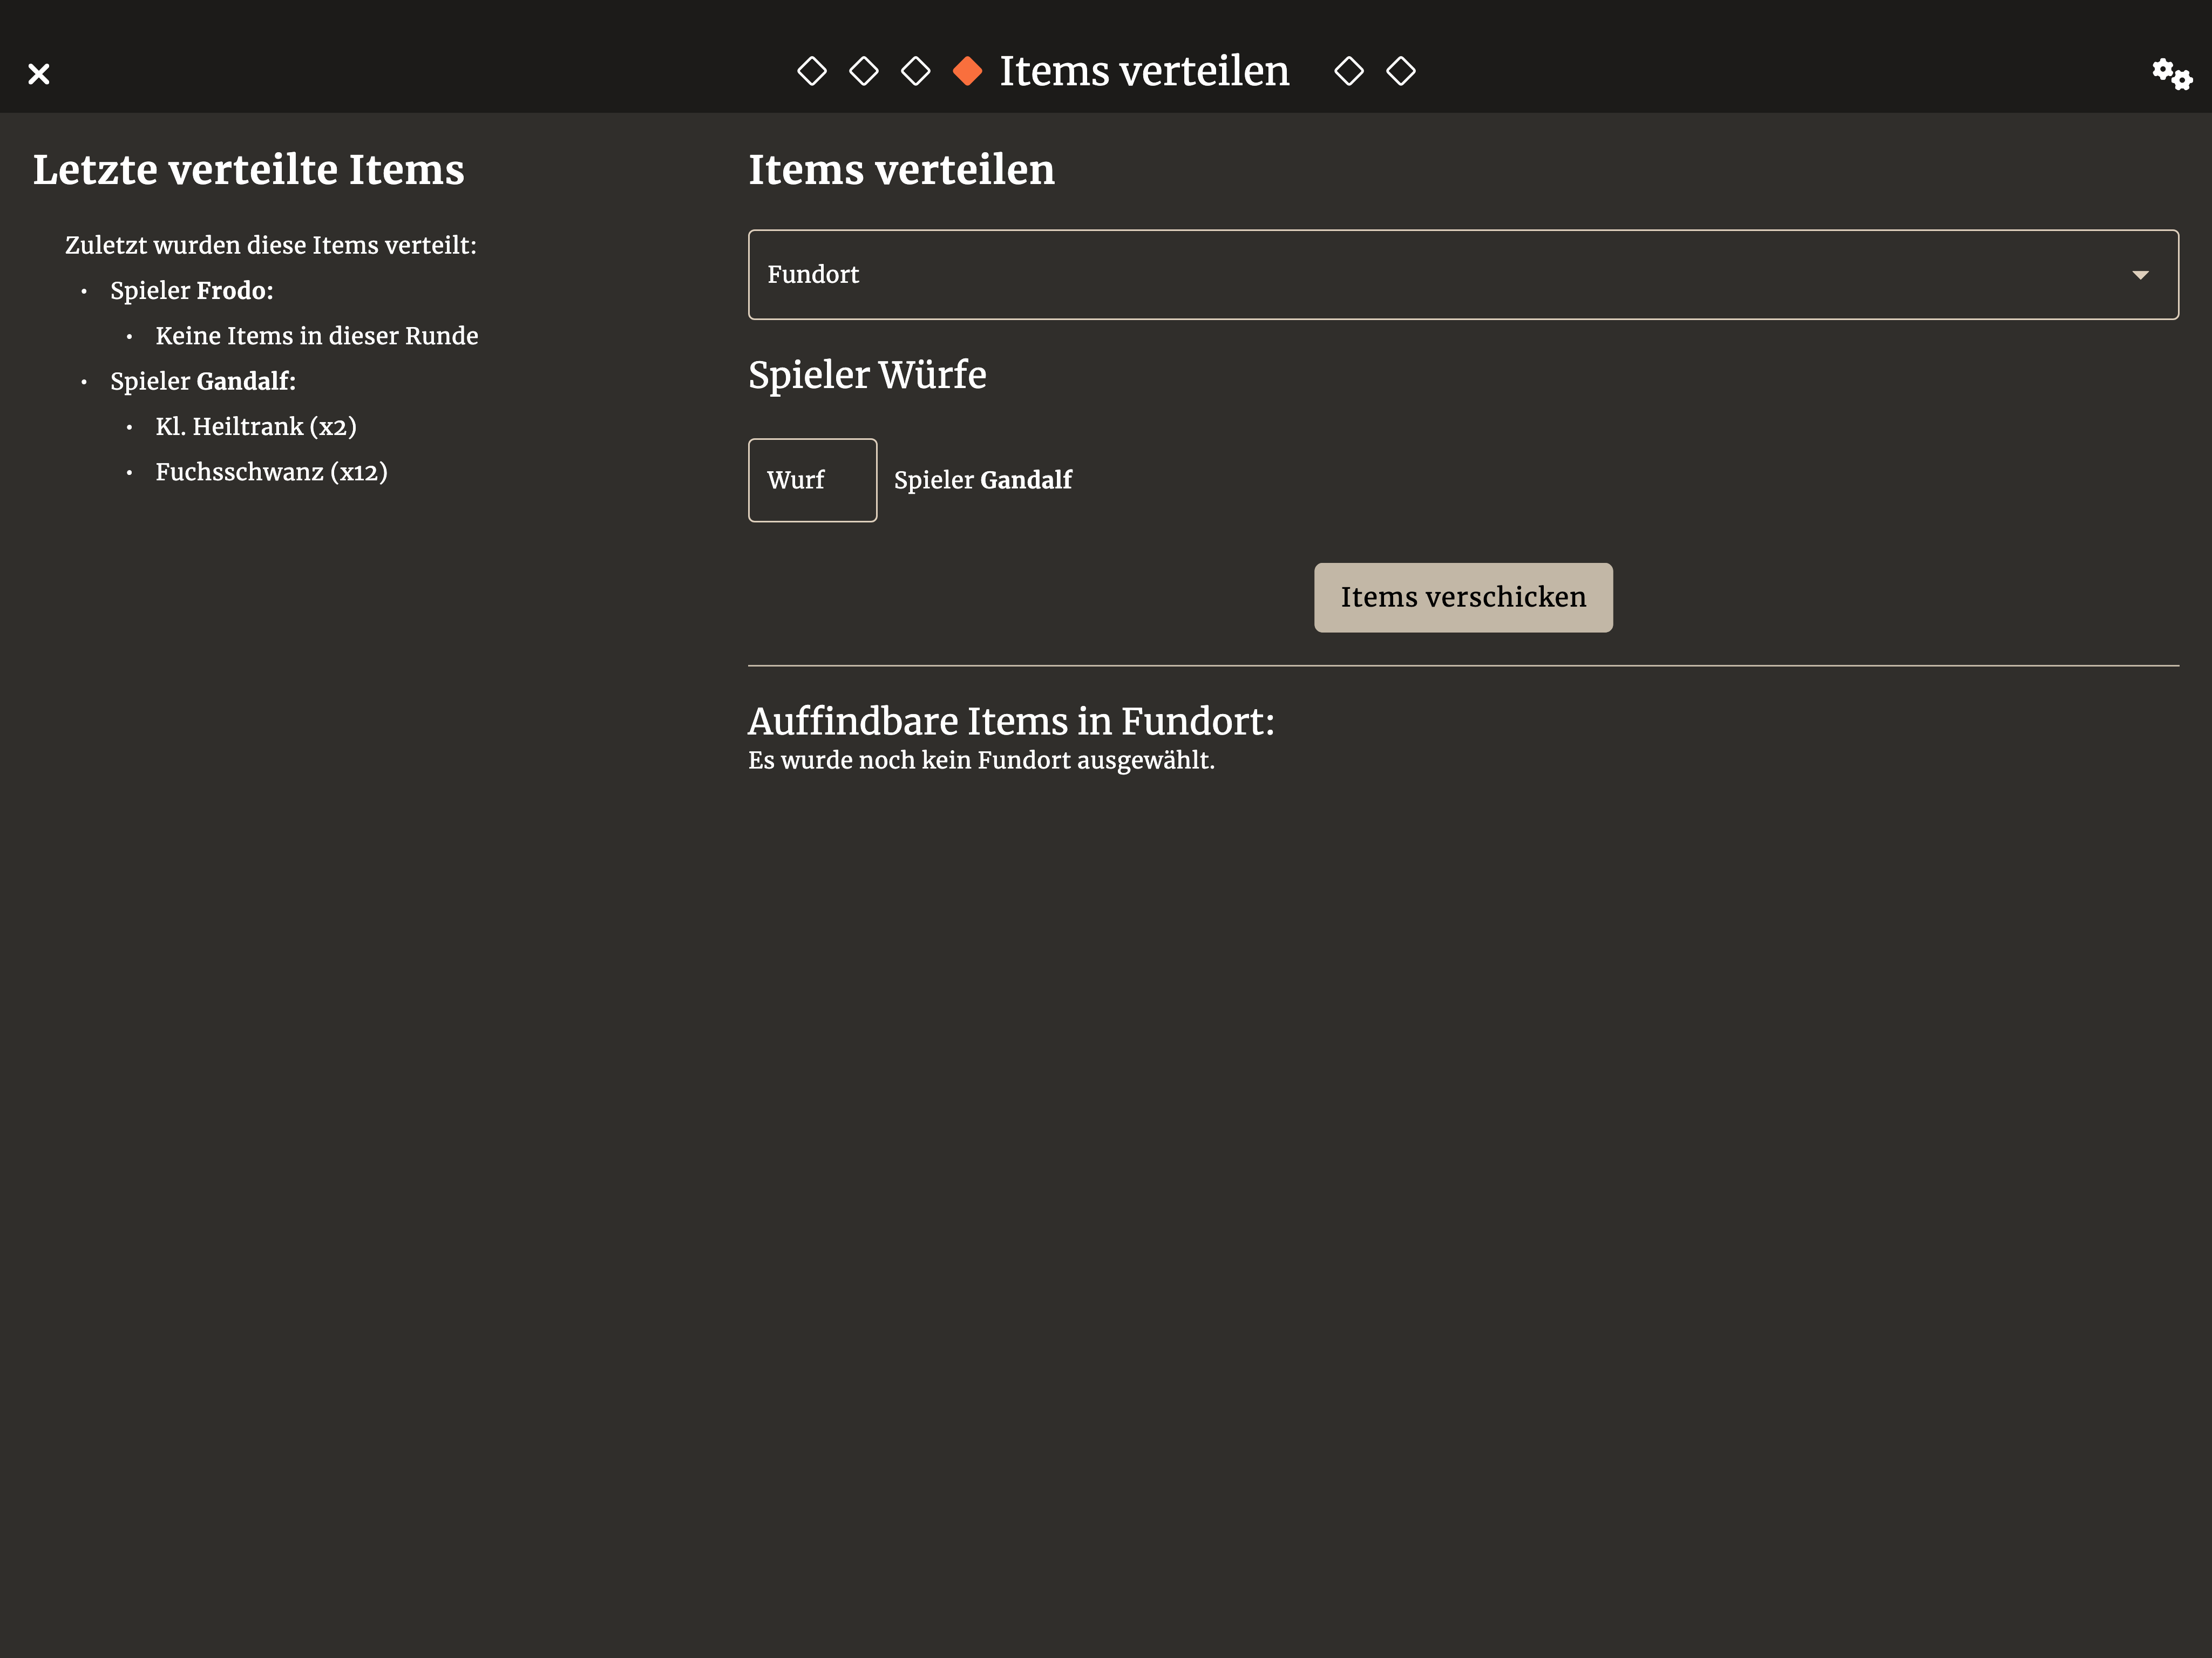 Items verteilen
Letzte verteilte Items
Zuletzt wurden diese Items verteilt:
• Spieler Frodo:
• Keine Items in dieser Runde
• Spieler Gandalf:
• Kl. Heiltrank (x2)
• Fuchsschwanz (x12)
Items verteilen
Fundort
Spieler Würfe
Wurf Spieler Gandalf
Items verschicken
Auffindbare Items in Fundort:
Es wurde noch kein Fundort ausgewählt.